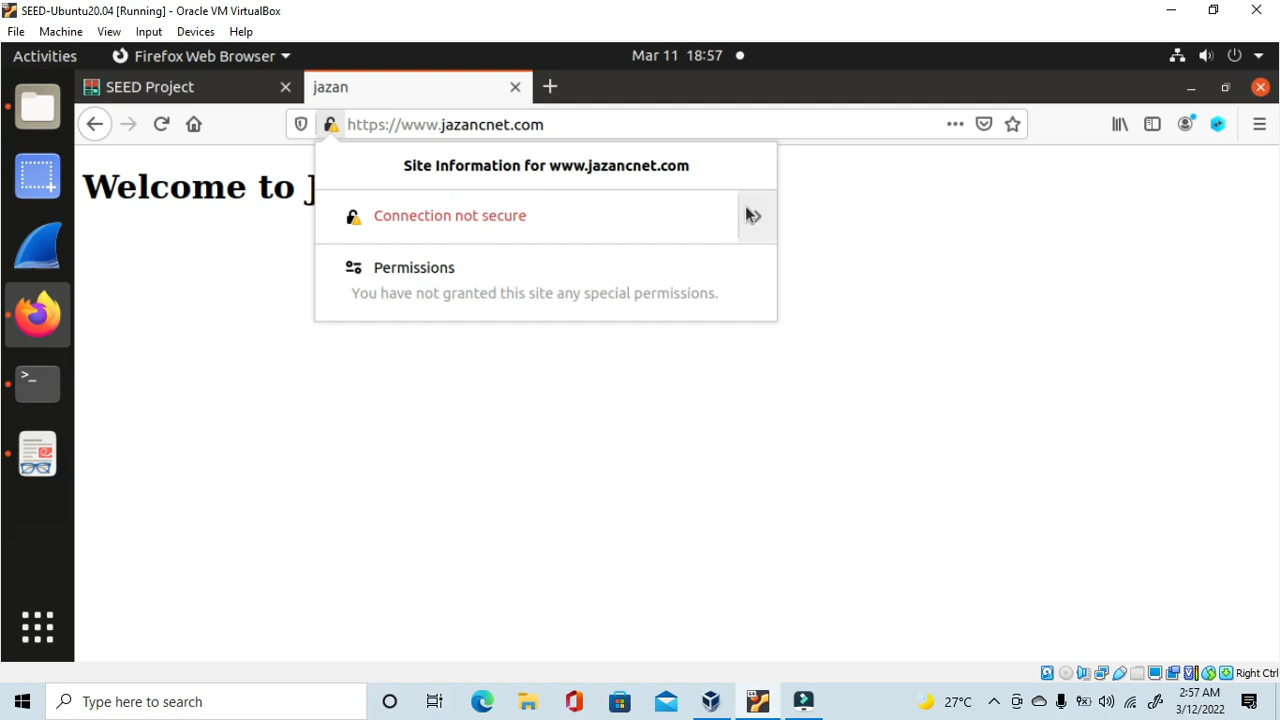 SEED-Ubuntu20.04 [Running] - Oracle VM VirtualBox
File Machine View Input Devices Help
Activities Firefox Web Browser Mar 11 18:57
SEED Project jazan
https://www.jazancnet.com
Site Information for www.jazancnet.com
Welcome to J
Connection not secure
Permissions
You have not granted this site any special permissions.
Right Ctrl
Type here to search 27°C 2:57 AM
3/12/2022